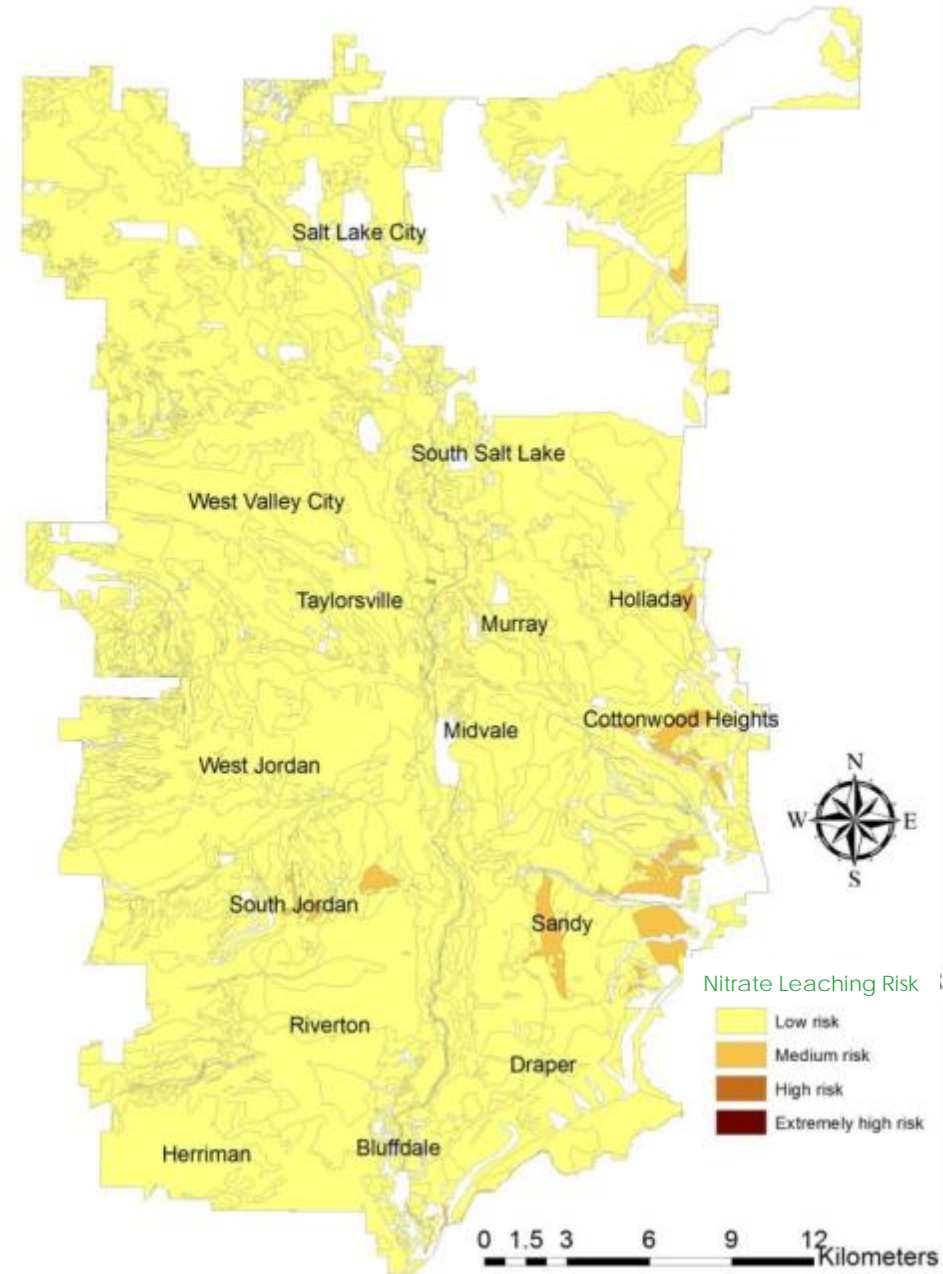 Salt Lake City
South Salt Lake
West Valley City
Taylorsville
Holladay
Murray
Cottonwood Heights
Midvale
West Jordan
N
W
E
S
South Jordan
Sandy
Nitrate Leaching Risk
Low risk
Medium risk
High risk
Extremely high risk
Riverton
Draper
Bluffdale
Herriman
0 1.5 3 6 9 12
Kilometers